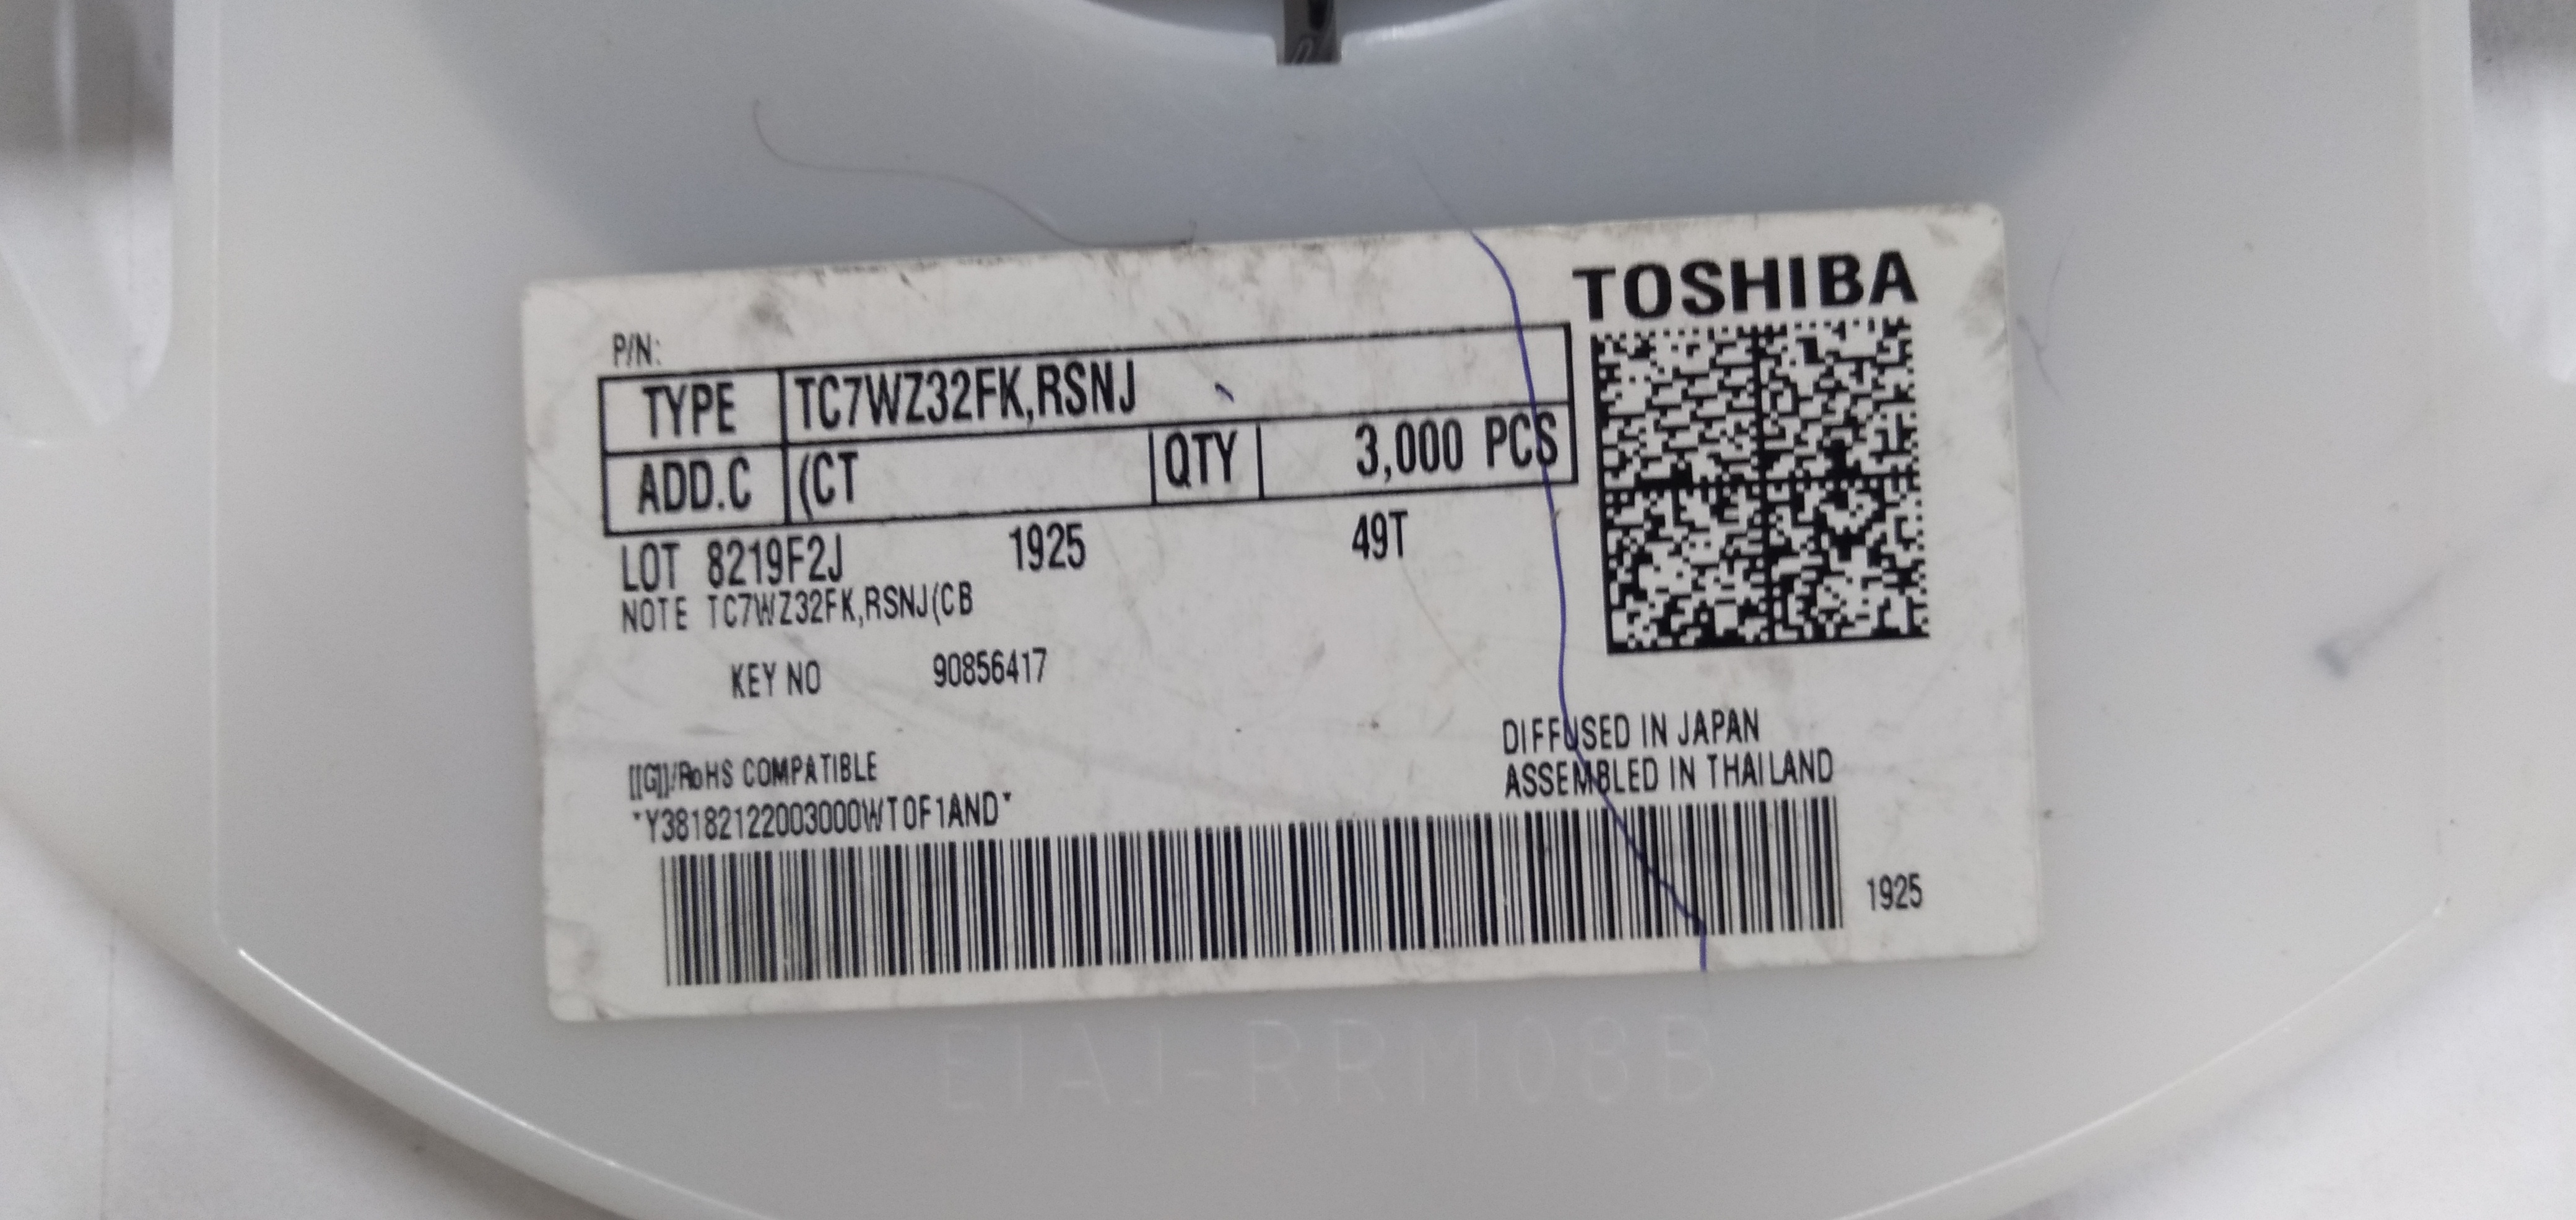 TOSHIBA
P/N:
TYPE TC7WZ32FK,RSNJ
ADD.C (CT QTY 3,000 PCS
LOT 8219F2J 1925 49T
NOTE TC7WZ32FK,RSNJ(CB
KEY NO 90856417
DIFFUSED IN JAPAN
[[G]]/RoHS COMPATIBLE ASSEMBLED IN THAILAND
*Y38182122003000WT0F1AND*
1925
EIAJ-RRM08B